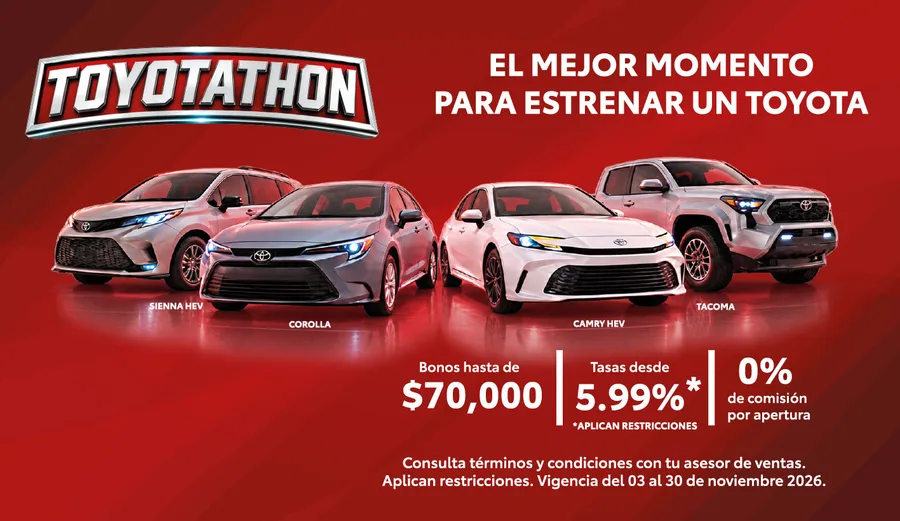 TOYOTATHON
EL MEJOR MOMENTO
PARA ESTRENAR UN TOYOTA
SIENNA HEV
COROLLA
CAMRY HEV
TACOMA
Bonos hasta de
$70,000
Tasas desde
5.99%*
*APLICAN RESTRICCIONES
0%
de comisión
por apertura
Consulta términos y condiciones con tu asesor de ventas.
Aplican restricciones. Vigencia del 03 al 30 de noviembre 2026.